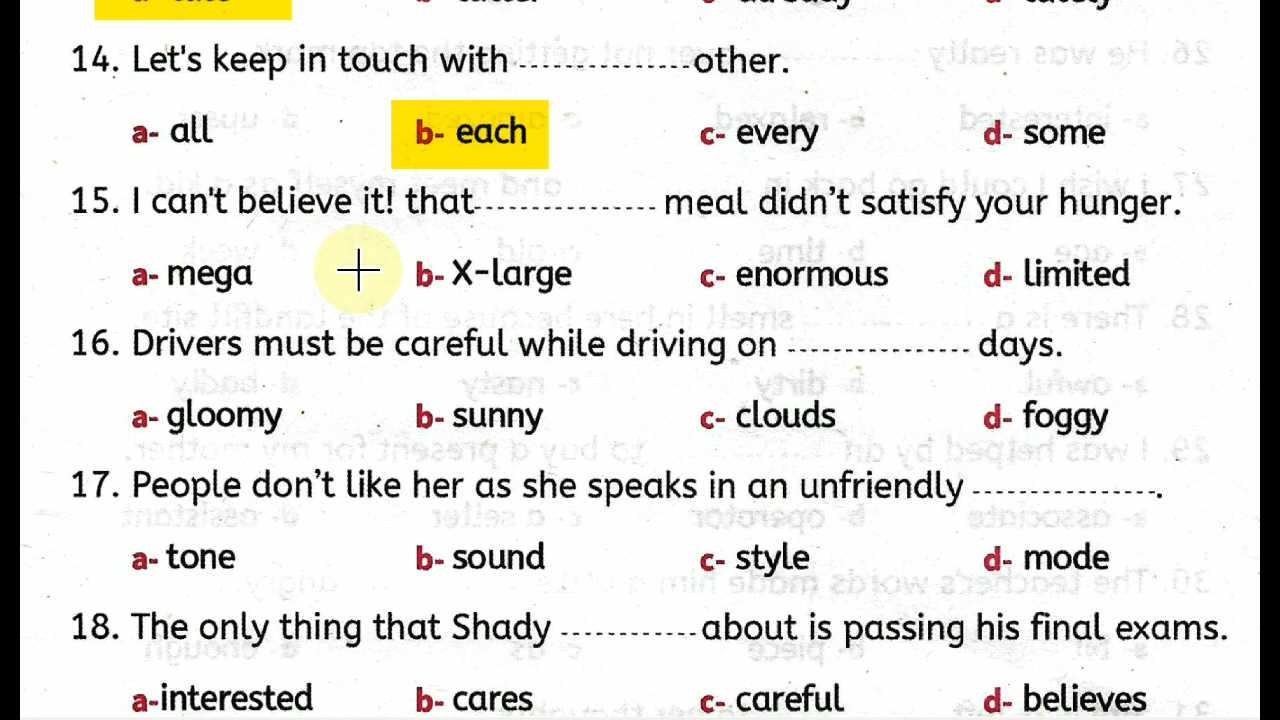 14. Let's keep in touch with --------------other.
a- all b- each c- every d- some
15. I can't believe it! that-------------- meal didn't satisfy your hunger.
a- mega b- X-large c- enormous d- limited
16. Drivers must be careful while driving on -------------- days.
a- gloomy b- sunny c- clouds d- foggy
17. People don't like her as she speaks in an unfriendly --------------.
a- tone b- sound c- style d- mode
18. The only thing that Shady ----------about is passing his final exams.
a-interested b- cares c- careful d- believes